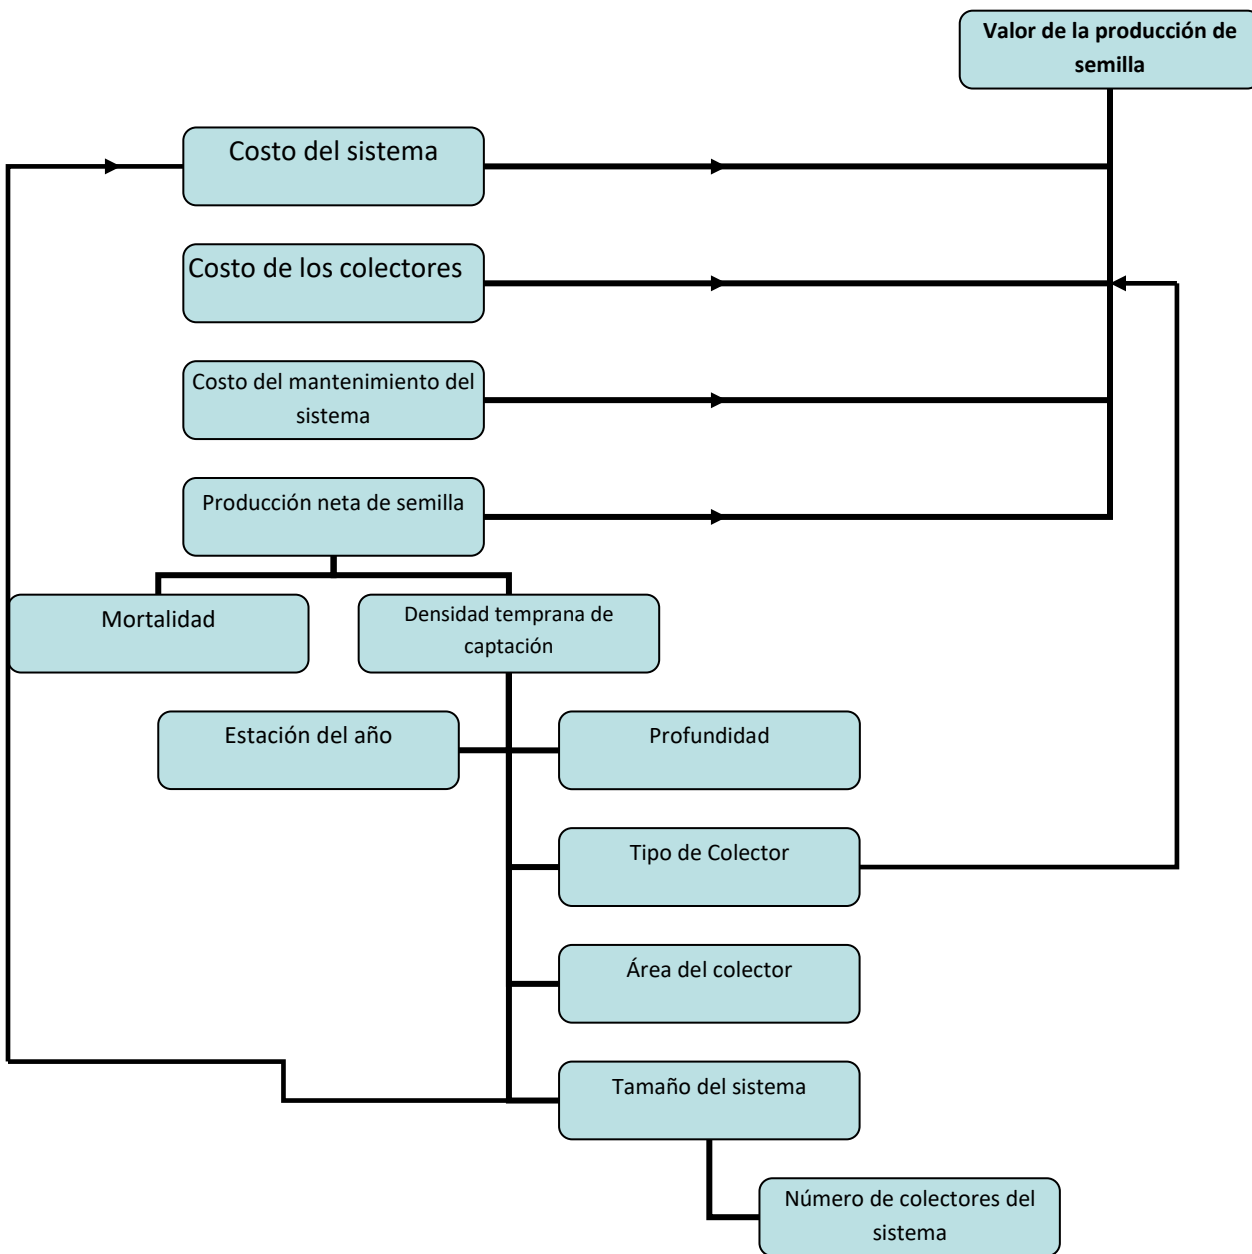 Valor de la producción de
semilla
Costo del sistema
Costo de los colectores
Costo del mantenimiento del
sistema
Producción neta de semilla
Mortalidad
Densidad temprana de
captación
Estación del año
Profundidad
Tipo de Colector
Área del colector
Tamaño del sistema
Número de colectores del
sistema